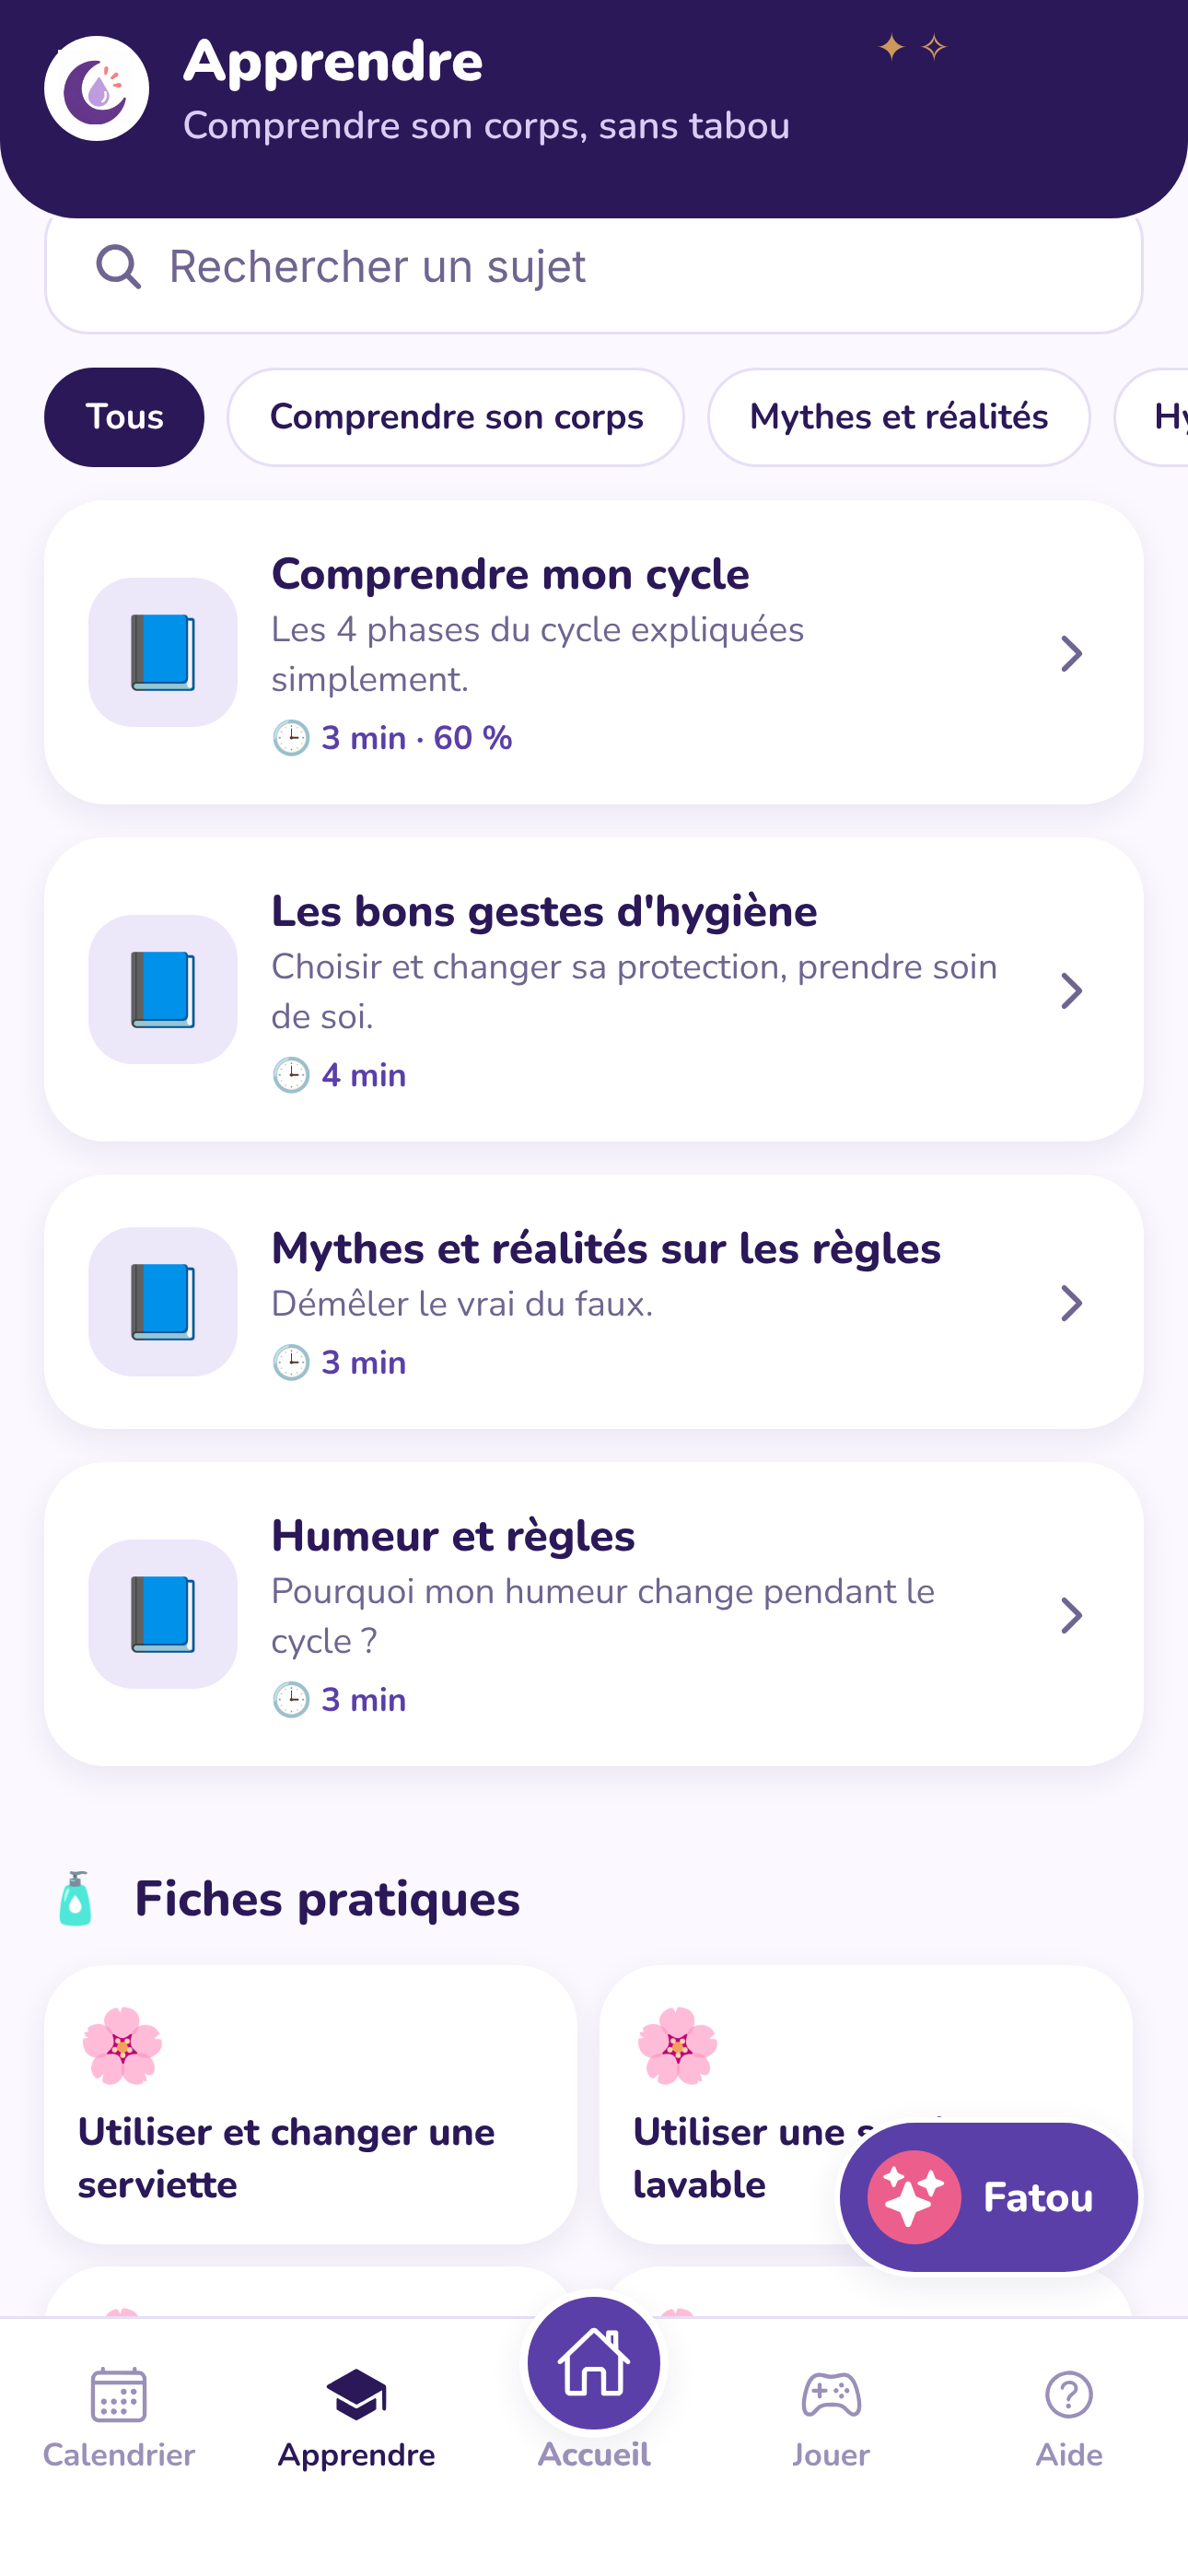 Apprendre
Comprendre son corps, sans tabou
Rechercher un sujet
Tous
Comprendre son corps
Mythes et réalités
Hy
Comprendre mon cycle
Les 4 phases du cycle expliquées
simplement.
3 min · 60 %
Les bons gestes d'hygiène
Choisir et changer sa protection, prendre soin
de soi.
4 min
Mythes et réalités sur les règles
Démêler le vrai du faux.
3 min
Humeur et règles
Pourquoi mon humeur change pendant le
cycle ?
3 min
Fiches pratiques
Utiliser et changer une
serviette
Utiliser une
lavable
Fatou
Calendrier
Apprendre
Accueil
Jouer
Aide